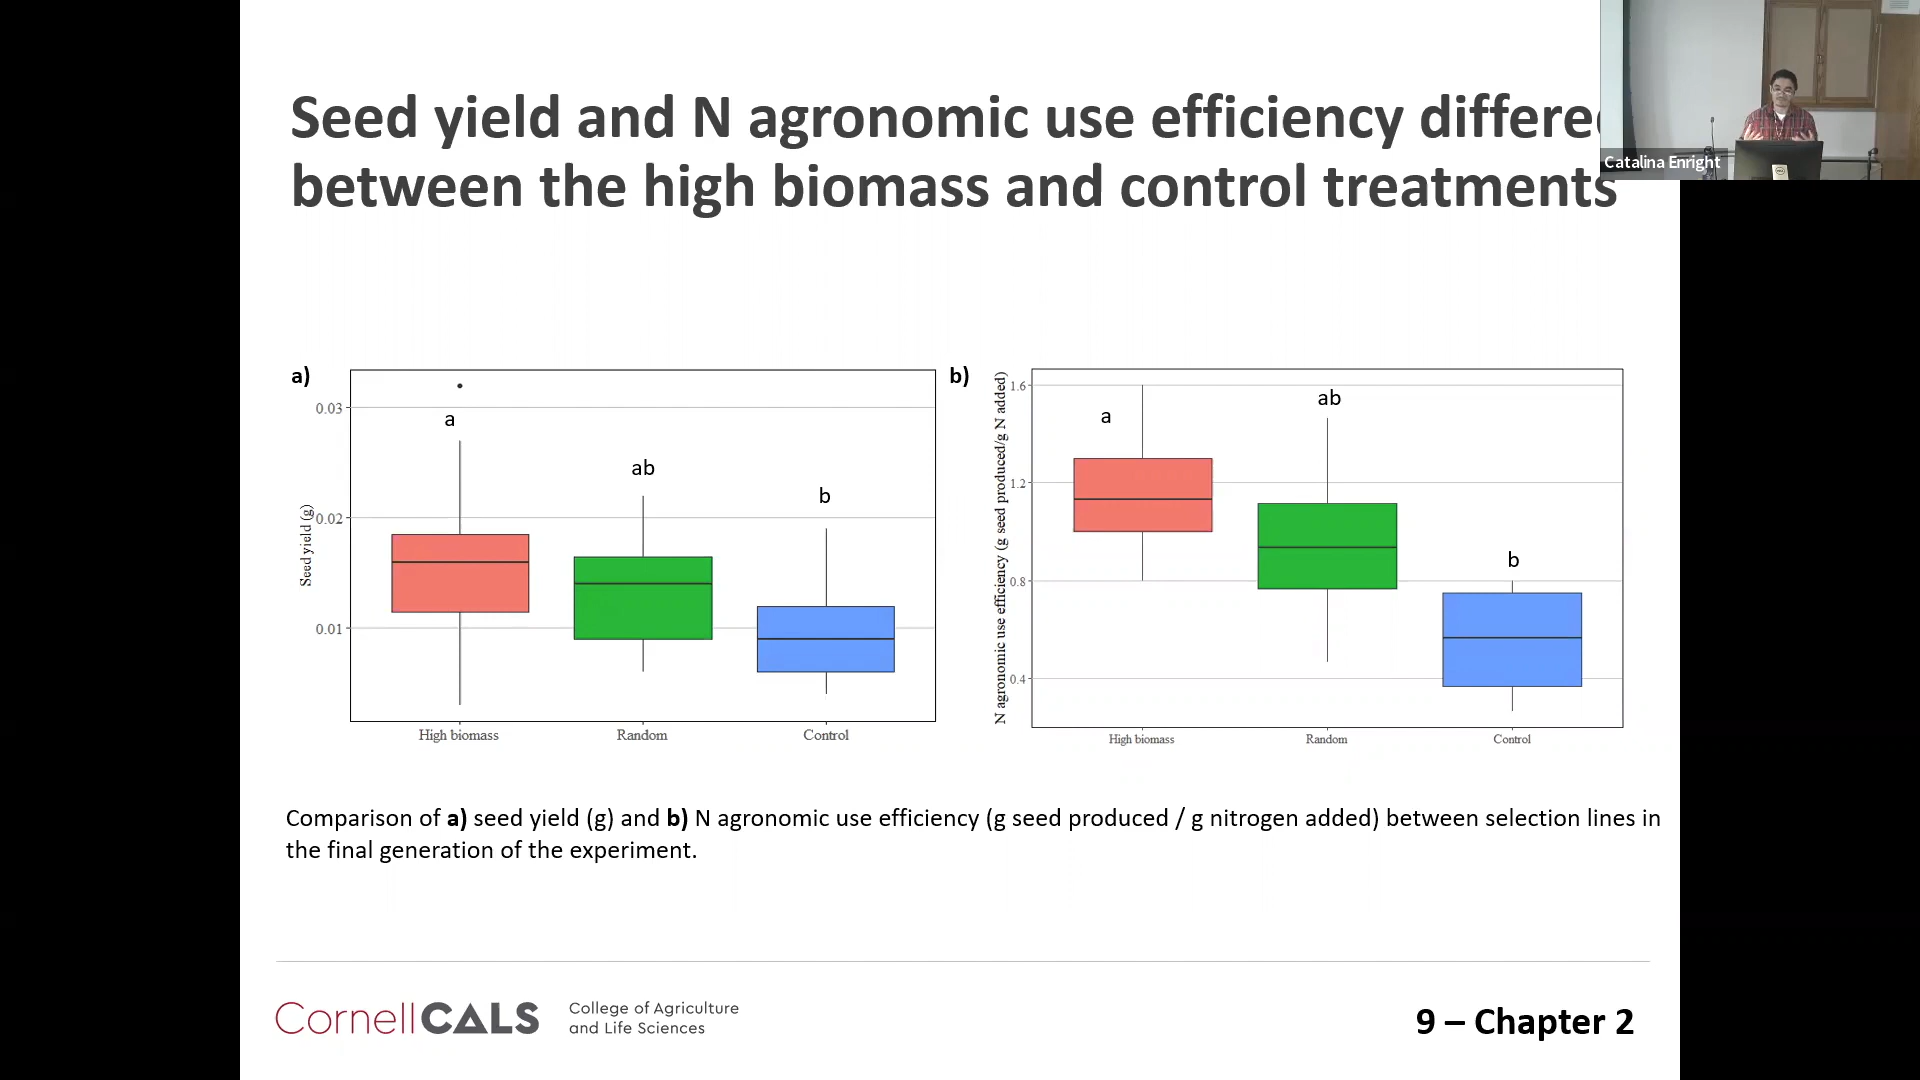 Seed yield and N agronomic use efficiency differe
between the high biomass and control treatments
Catalina Enright
a)
Seed yield (g)
0.03
0.02
0.01
a
ab
b
High biomass
Random
Control
b)
N agronomic use efficiency (g seed produced/g N added)
1.6
1.2
0.8
0.4
a
ab
b
High biomass
Random
Control
Comparison of a) seed yield (g) and b) N agronomic use efficiency (g seed produced / g nitrogen added) between selection lines in
the final generation of the experiment.
CornellCALS
College of Agriculture
and Life Sciences
9 – Chapter 2